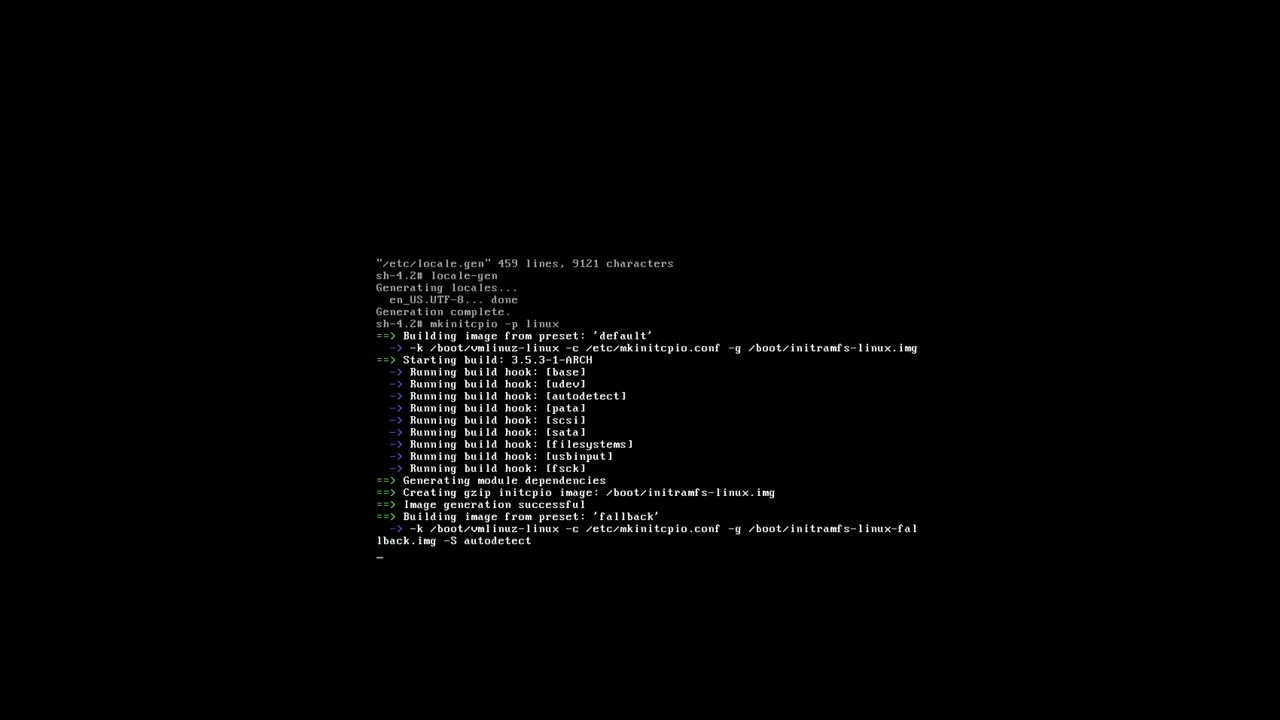 "/etc/locale.gen" 459 lines, 9121 characters
sh-4.2# locale-gen
Generating locales...
  en_US.UTF-8... done
Generation complete.
sh-4.2# mkinitcpio -p linux
==> Building image from preset: 'default'
  -> -k /boot/vmlinuz-linux -c /etc/mkinitcpio.conf -g /boot/initramfs-linux.img
==> Starting build: 3.5.3-1-ARCH
  -> Running build hook: [base]
  -> Running build hook: [udev]
  -> Running build hook: [autodetect]
  -> Running build hook: [pata]
  -> Running build hook: [scsi]
  -> Running build hook: [sata]
  -> Running build hook: [filesystems]
  -> Running build hook: [usbinput]
  -> Running build hook: [fsck]
==> Generating module dependencies
==> Creating gzip initcpio image: /boot/initramfs-linux.img
==> Image generation successful
==> Building image from preset: 'fallback'
  -> -k /boot/vmlinuz-linux -c /etc/mkinitcpio.conf -g /boot/initramfs-linux-fal
lback.img -S autodetect
_